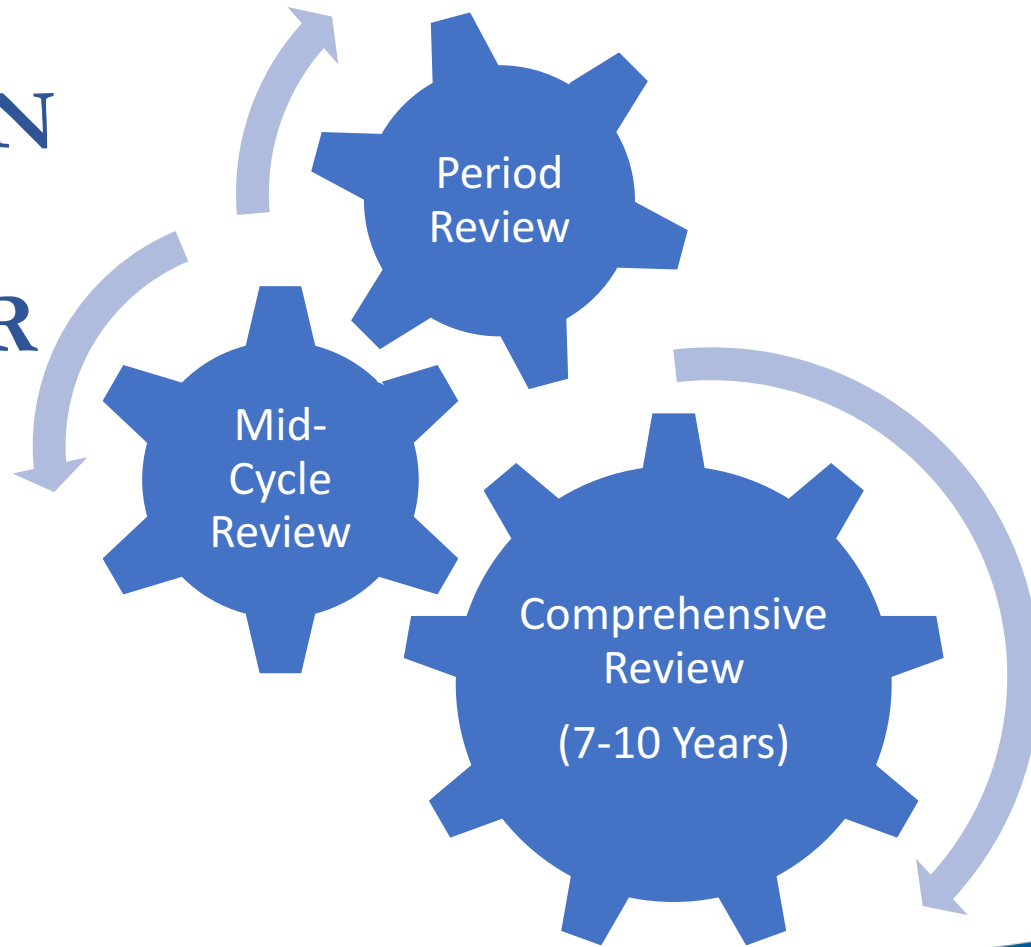 N
R
Period
Review
Mid-
Cycle
Review
Comprehensive
Review
(7-10 Years)